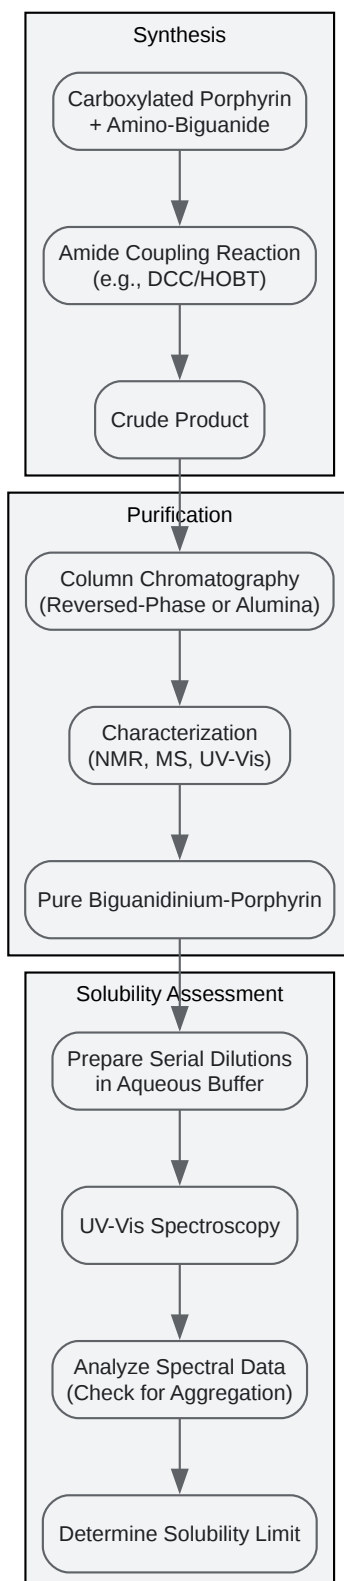 Synthesis
Carboxylated Porphyrin
+ Amino-Biguanide
Amide Coupling Reaction
(e.g., DCC/HOBT)
Crude Product
Purification
Column Chromatography
(Reversed-Phase or Alumina)
Characterization
(NMR, MS, UV-Vis)
Pure Biguanidinium-Porphyrin
Solubility Assessment
Prepare Serial Dilutions
in Aqueous Buffer
UV-Vis Spectroscopy
Analyze Spectral Data
(Check for Aggregation)
Determine Solubility Limit